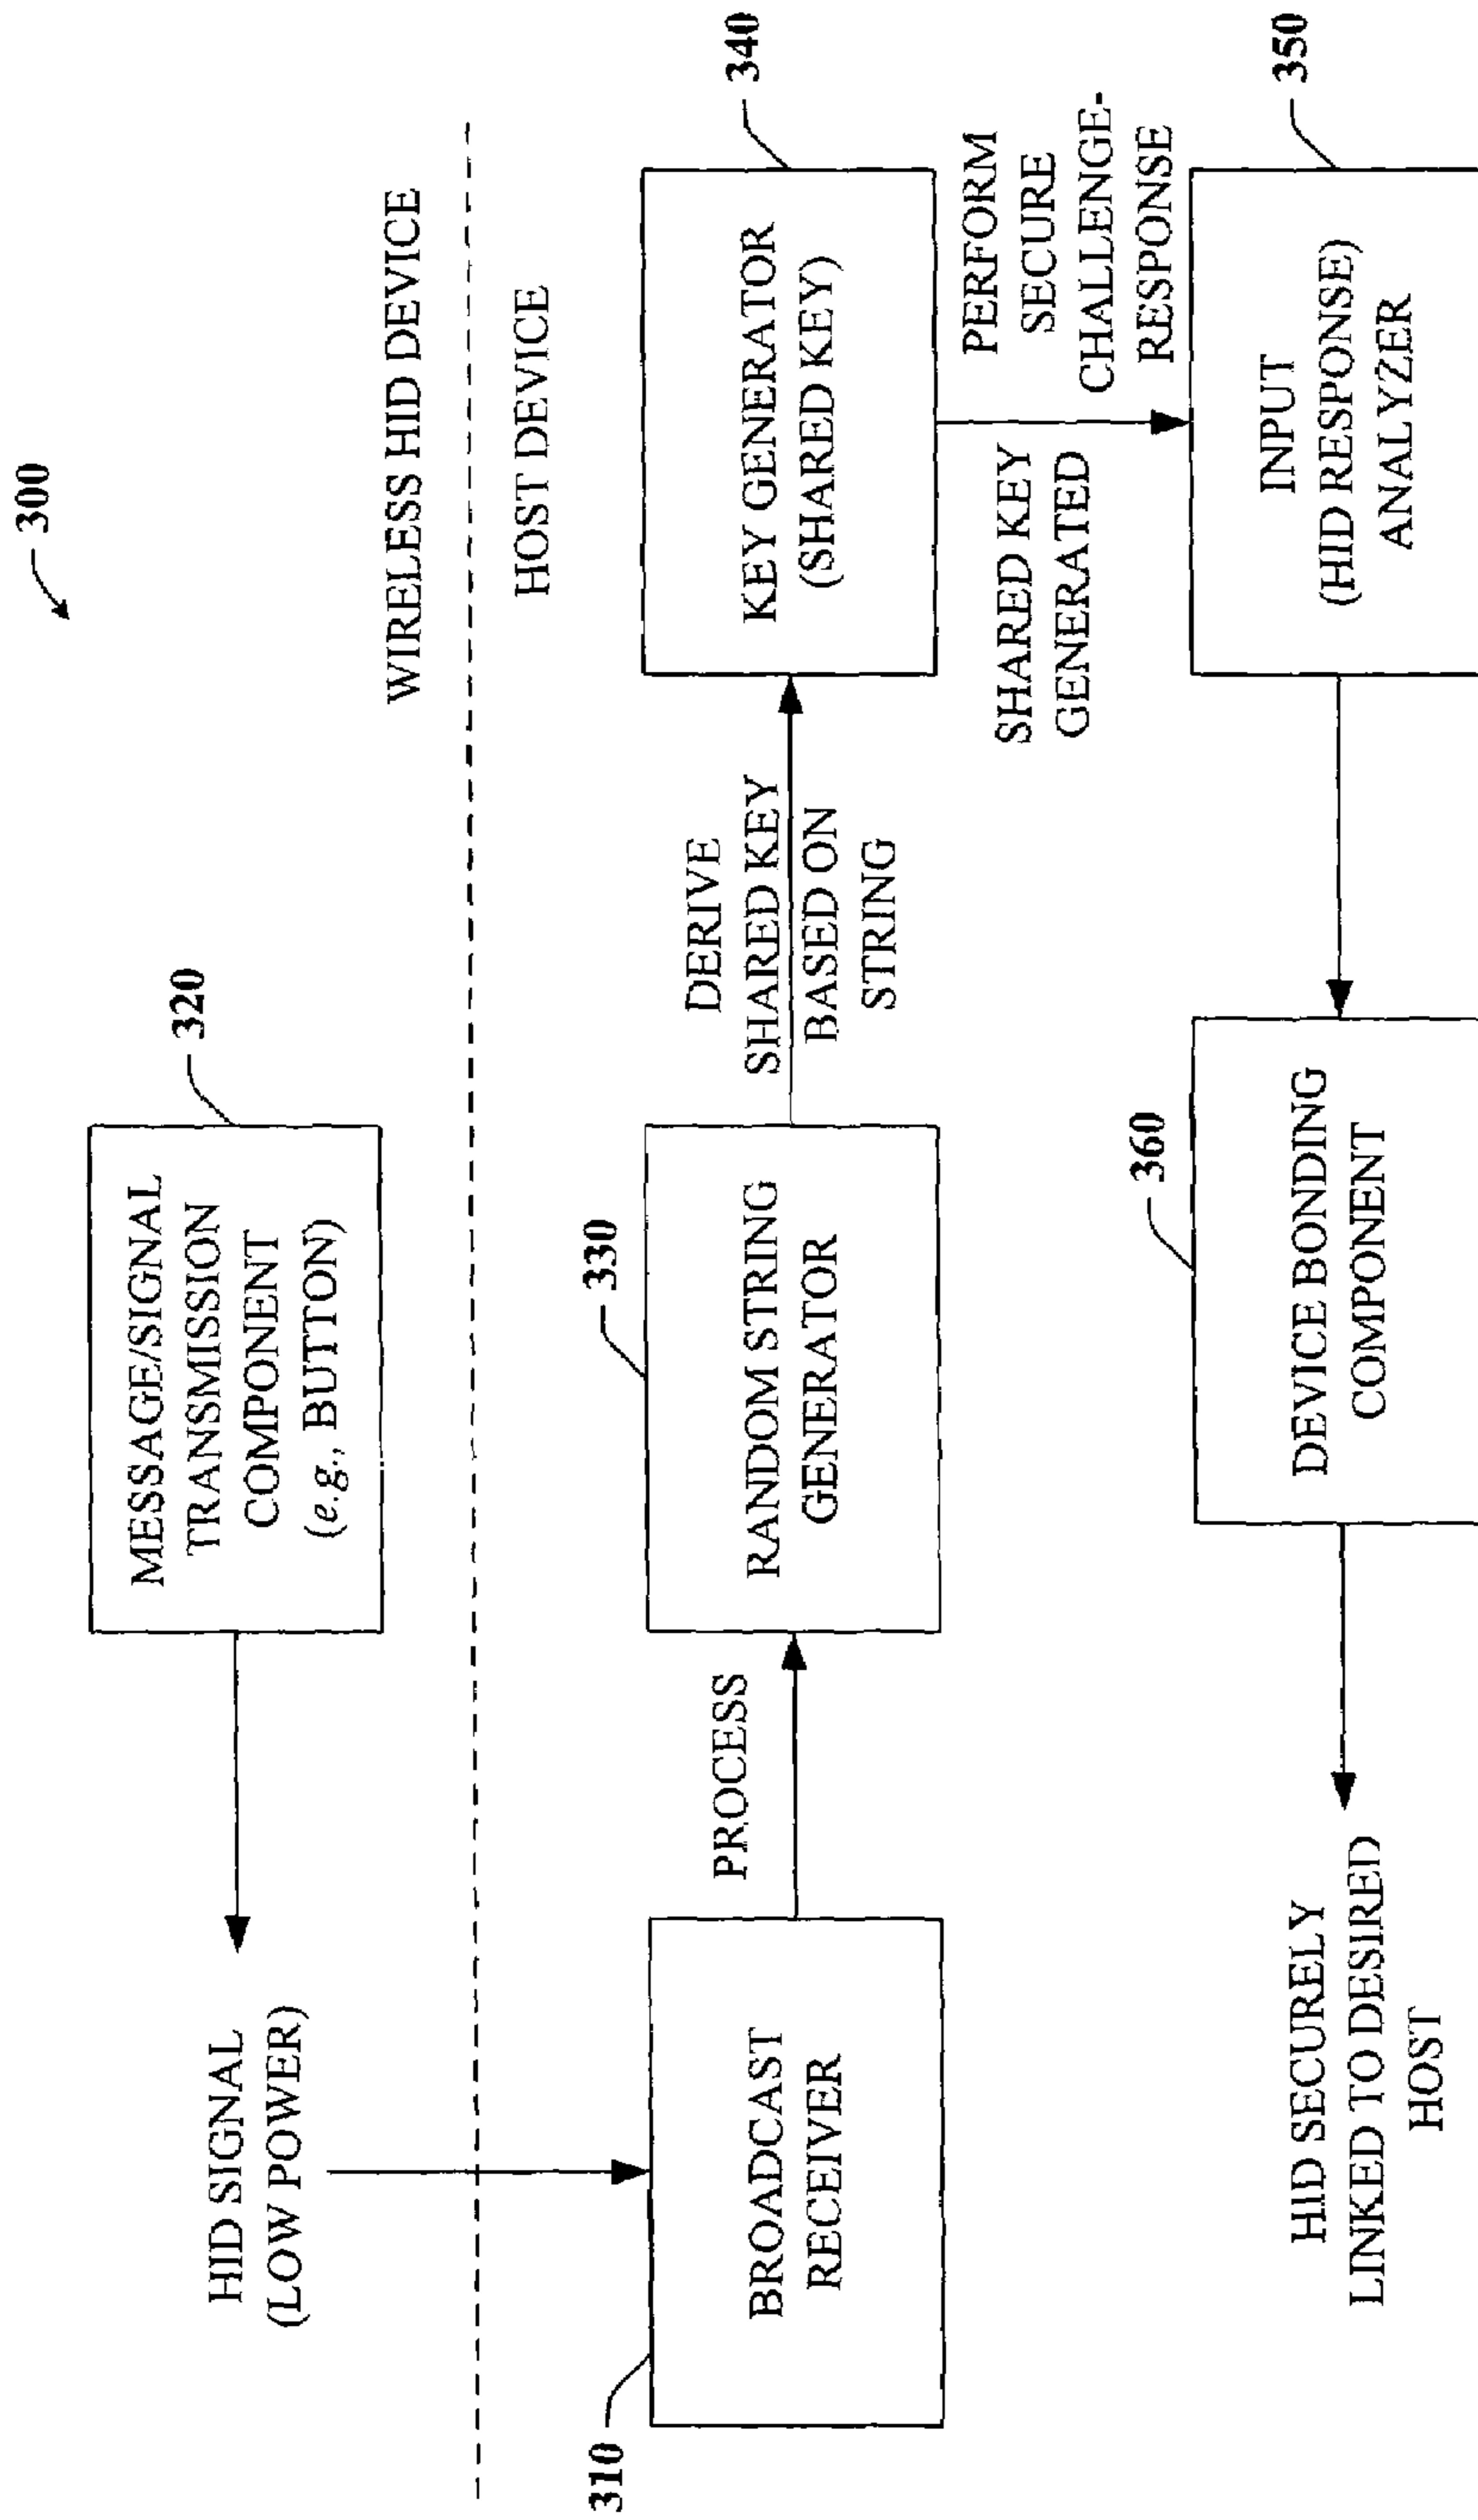 300
320
MESSAGE/SIGNAL
TRANSMISSION
COMPONENT
(e.g., BUTTON)
HID SIGNAL
(LOW POWER)
WIRELESS HID DEVICE
HOST DEVICE
310
BROADCAST
RECEIVER
PROCESS
330
RANDOM STRING
GENERATOR
DERIVE
SHARED KEY
BASED ON
STRING
340
KEY GENERATOR
(SHARED KEY)
SHARED KEY
GENERATED
PERFORM
SECURE
CHALLENGE-
RESPONSE
350
INPUT
(HID RESPONSE)
ANALYZER
360
DEVICE BONDING
COMPONENT
HID SECURELY
LINKED TO DESIRED
HOST